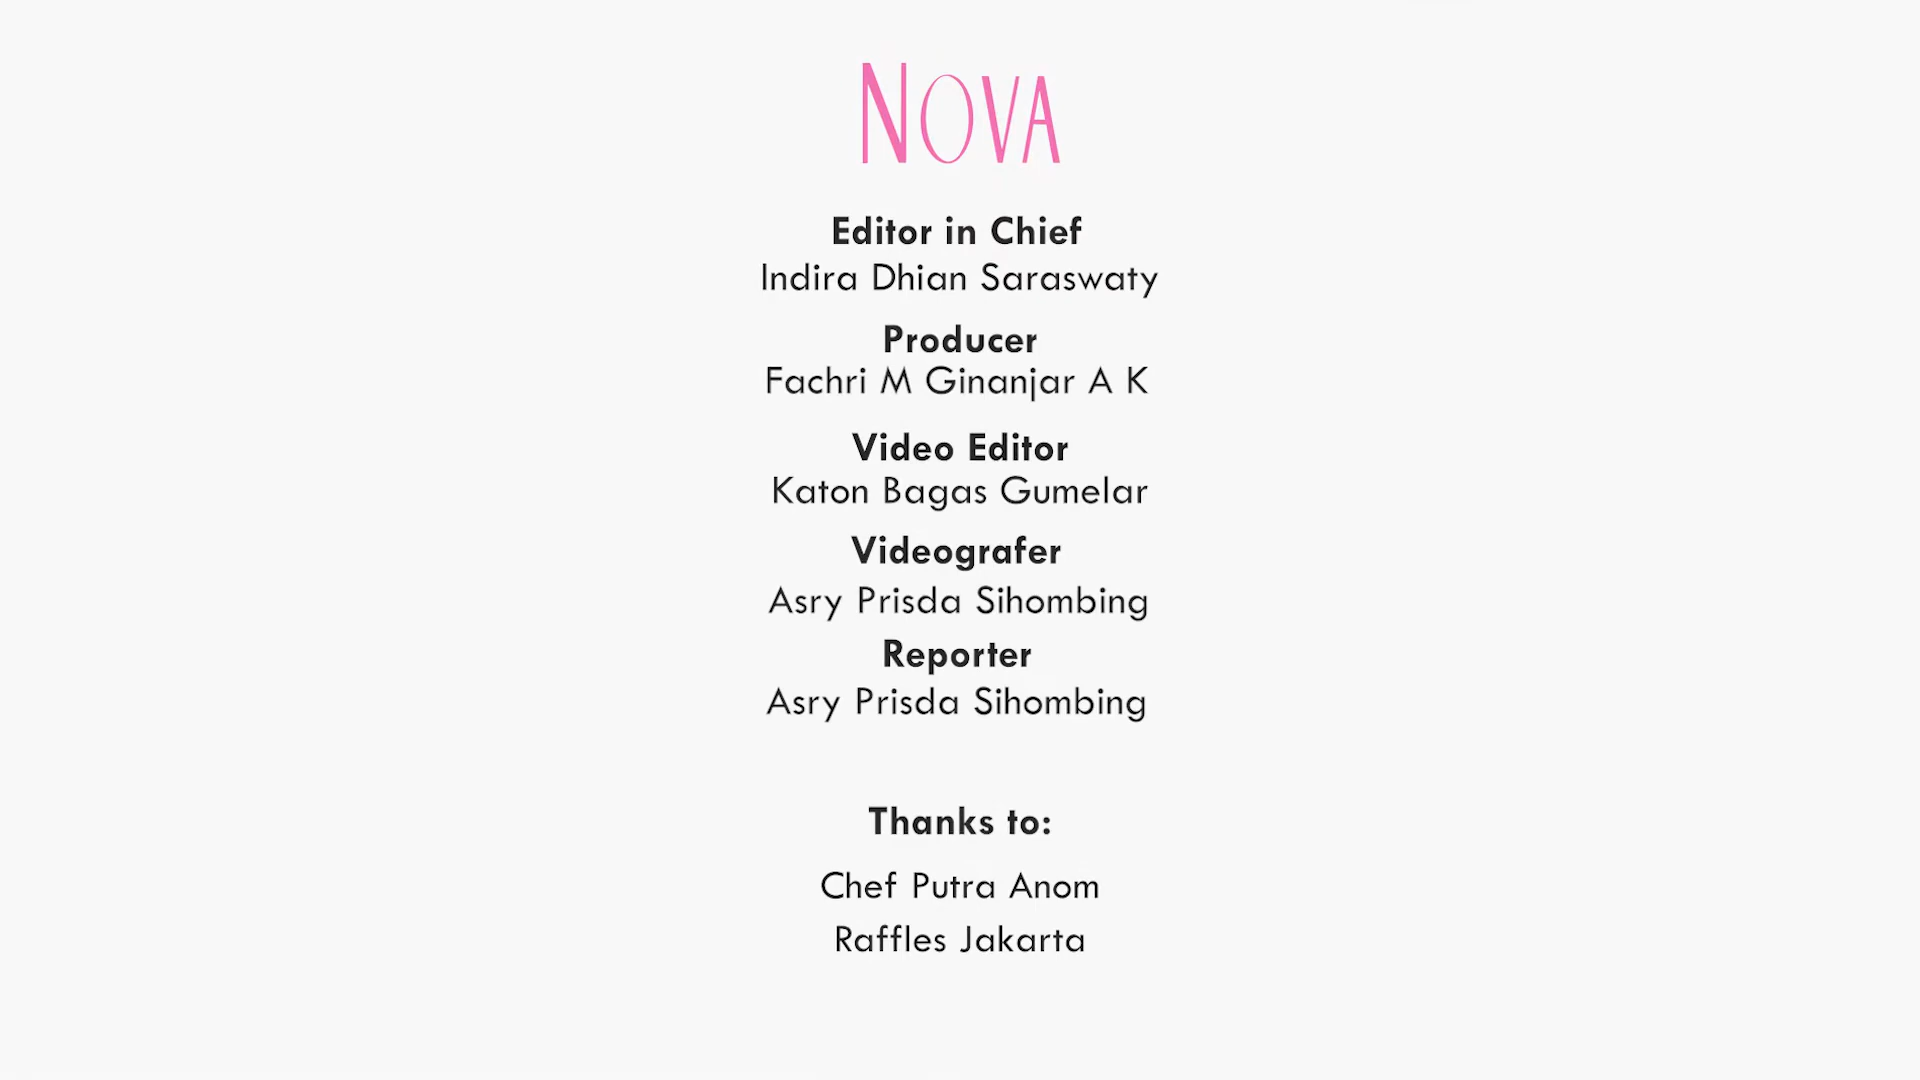 NOVA
Editor in Chief
Indira Dhian Saraswaty
Producer
Fachri M Ginanjar A K
Video Editor
Katon Bagas Gumelar
Videografer
Asry Prisda Sihombing
Reporter
Asry Prisda Sihombing
Thanks to:
Chef Putra Anom
Raffles Jakarta